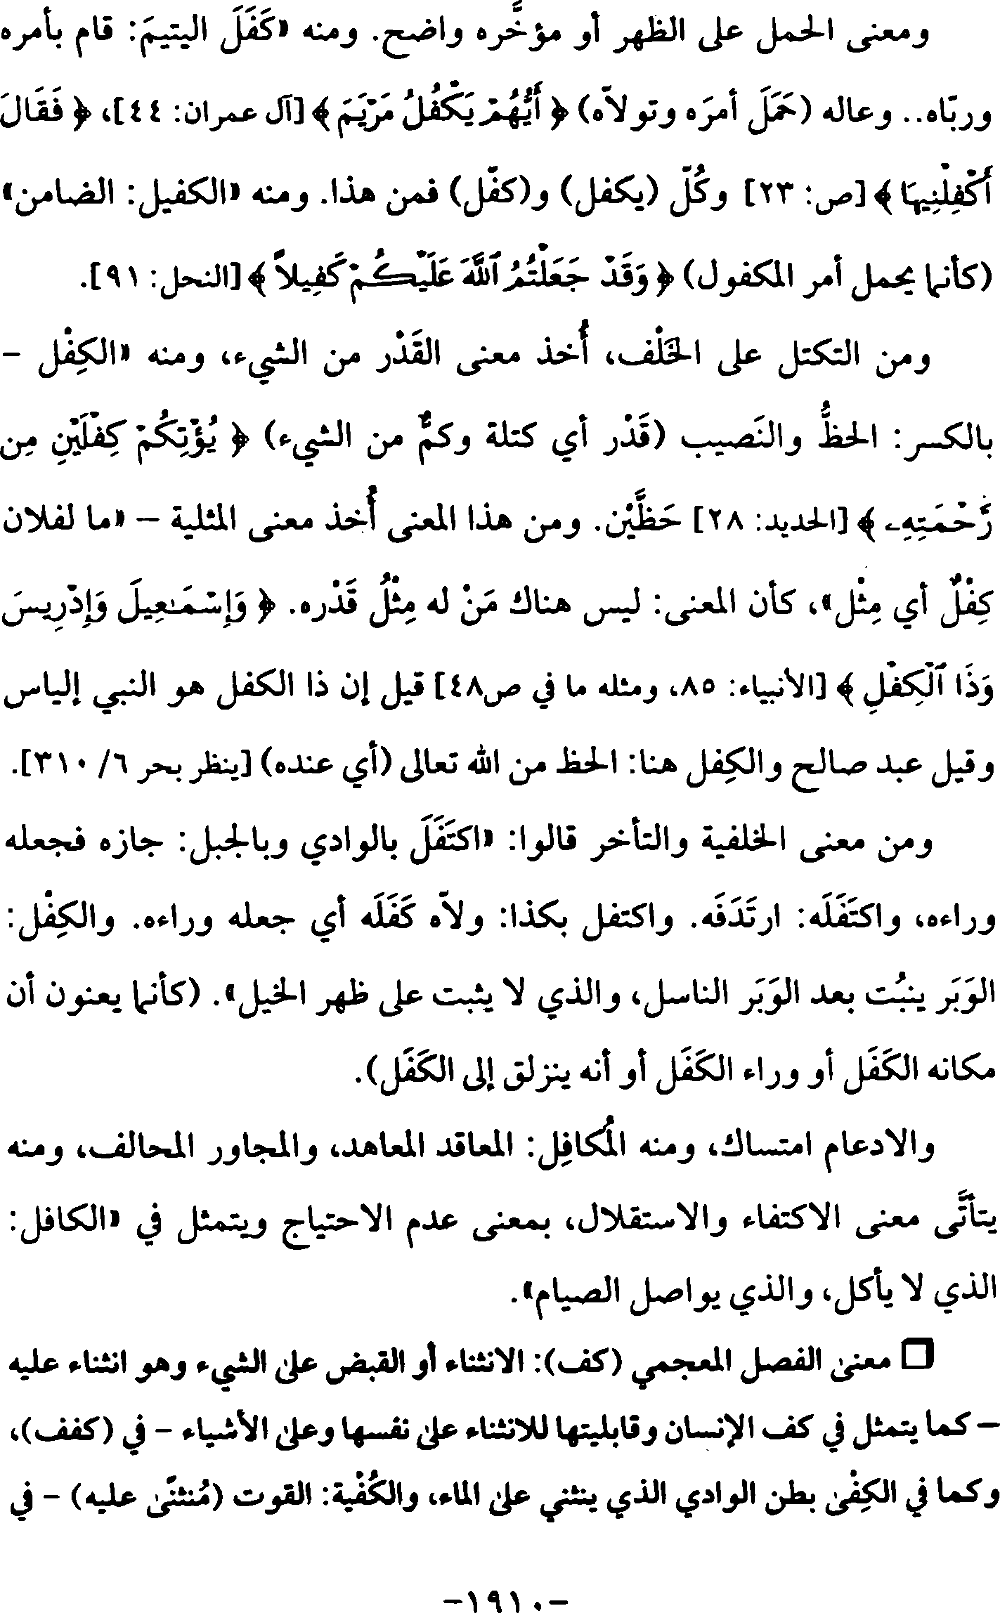 ومعنى الحمل على الظهر أو مؤخَّره واضح. ومنه «كَفَلَ اليتيمَ: قام بأمره
وربّاه.. وعاله (حَمَلَ أمرَه وتولاّه) ﴿ أَيُّهُمْ يَكْفُلُ مَرْيَمَ ﴾ [آل عمران: ٤٤]، ﴿ فَقَالَ
أَكْفِلْنِيهَا ﴾ [ص: ٢٣] وكُلّ (يكفل) و(كفّل) فمن هذا. ومنه «الكفيل: الضامن»
(كأنما يحمل أمر المكفول) ﴿ وَقَدْ جَعَلْتُمُ ٱللَّهَ عَلَيْكُمْ كَفِيلاً ﴾ [النحل: ٩١].
ومن التكتل على الخَلْف، أُخذ معنى القَدْر من الشيء، ومنه «الكِفْل –
بالكسر: الحظُّ والنَصيب (قَدْر أي كتلة وكمٌّ من الشيء) ﴿ يُؤْتِكُمْ كِفْلَيْنِ مِن
رَّحْمَتِهِۦ ﴾ [الحديد: ٢٨] حَظَّيْن. ومن هذا المعنى أُخذ معنى المثلية – «ما لفلان
كِفْلٌ أي مِثْل»، كأن المعنى: ليس هناك مَنْ له مِثْلُ قَدْره. ﴿ وَإِسْمَـٰعِيلَ وَإِدْرِيسَ
وَذَا ٱلْكِفْلِ ﴾ [الأنبياء: ٨٥، ومثله ما في ص٤٨] قيل إن ذا الكفل هو النبي إلياس
وقيل عبد صالح والكِفل هنا: الحظ من الله تعالى (أي عنده) [ينظر بحر ٦/ ٣١٠].
ومن معنى الخلفية والتأخر قالوا: «اكتَفَلَ بالوادي وبالجبل: جازه فجعله
وراءه، واكتَفَلَه: ارتَدَفَه. واكتفل بكذا: ولاّه كَفَلَه أي جعله وراءه. والكِفْل:
الوَبَر ينبُت بعد الوَبَر الناسل، والذي لا يثبت على ظهر الخيل». (كأنما يعنون أن
مكانه الكَفَل أو وراء الكَفَل أو أنه ينزلق إلى الكَفَل).
والادعام امتساك، ومنه المُكافِل: المعاقد المعاهد، والمجاور المحالف، ومنه
يتأتَّى معنى الاكتفاء والاستقلال، بمعنى عدم الاحتياج ويتمثل في «الكافل:
الذي لا يأكل، والذي يواصل الصيام».
❒ معنى الفصل المعجمي (كف): الانثناء أو القبض على الشيء وهو انثناء عليه
– كما يتمثل في كف الإنسان وقابليتها للانثناء على نفسها وعلى الأشياء – في (كفف)،
وكما في الكِفْى بطن الوادي الذي ينثني على الماء، والكُفْية: القوت (مُنثنًّى عليه) – في
-١٩١٠-